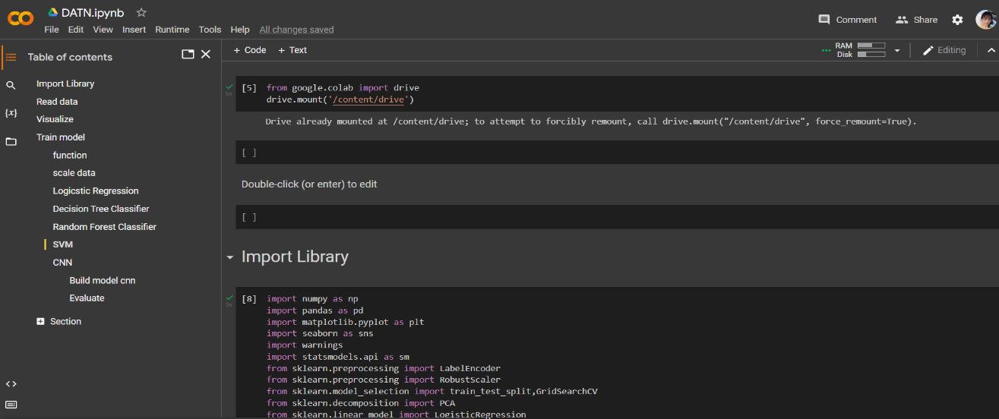 DATN.ipynb
File Edit View Insert Runtime Tools Help All changes saved
Comment Share
Table of contents
Import Library
Read data
Visualize
Train model
function
scale data
Logicstic Regression
Decision Tree Classifier
Random Forest Classifier
SVM
CNN
Build model cnn
Evaluate
Section
{x}
+ Code + Text
RAM
Disk
Editing
[5] from google.colab import drive
drive.mount('/content/drive')
Drive already mounted at /content/drive; to attempt to forcibly remount, call drive.mount("/content/drive", force_remount=True).
[ ]
Double-click (or enter) to edit
[ ]
Import Library
[8] import numpy as np
import pandas as pd
import matplotlib.pyplot as plt
import seaborn as sns
import warnings
import statsmodels.api as sm
from sklearn.preprocessing import LabelEncoder
from sklearn.preprocessing import RobustScaler
from sklearn.model_selection import train_test_split,GridSearchCV
from sklearn.decomposition import PCA
from sklearn.linear_model import LogisticRegression